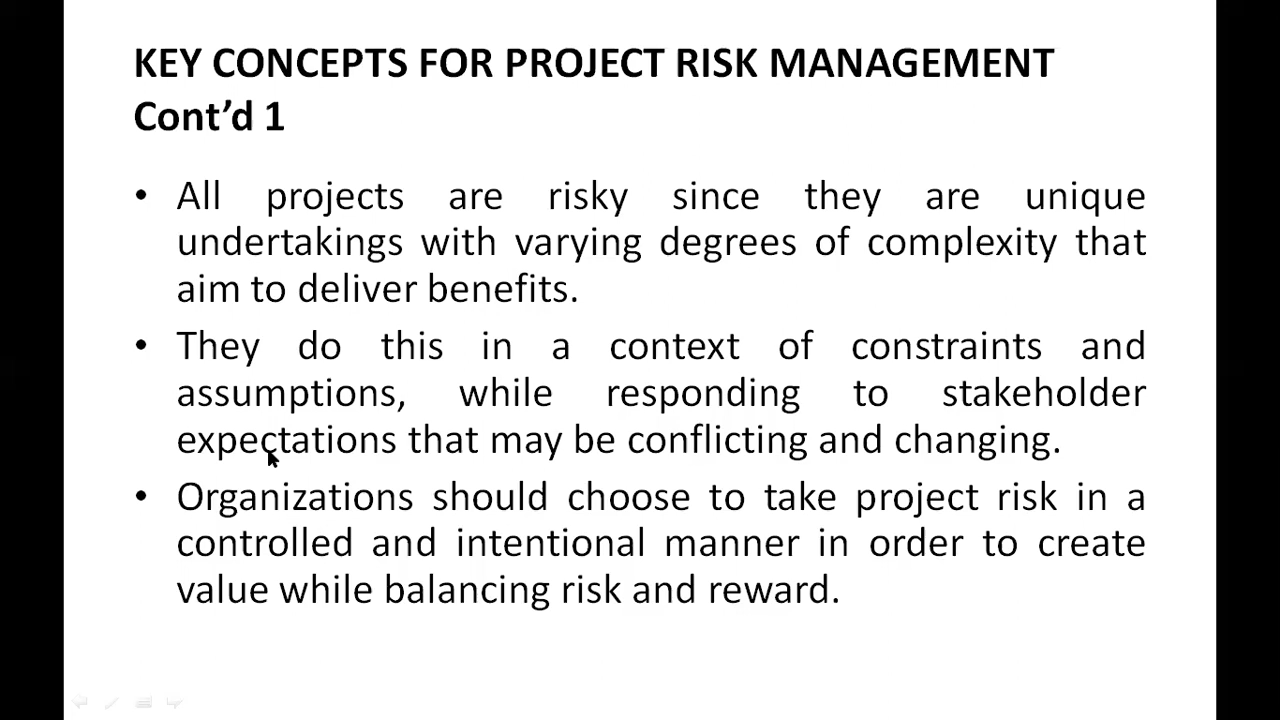 KEY CONCEPTS FOR PROJECT RISK MANAGEMENT
Cont’d 1
• All projects are risky since they are unique
undertakings with varying degrees of complexity that
aim to deliver benefits.
• They do this in a context of constraints and
assumptions, while responding to stakeholder
expectations that may be conflicting and changing.
• Organizations should choose to take project risk in a
controlled and intentional manner in order to create
value while balancing risk and reward.